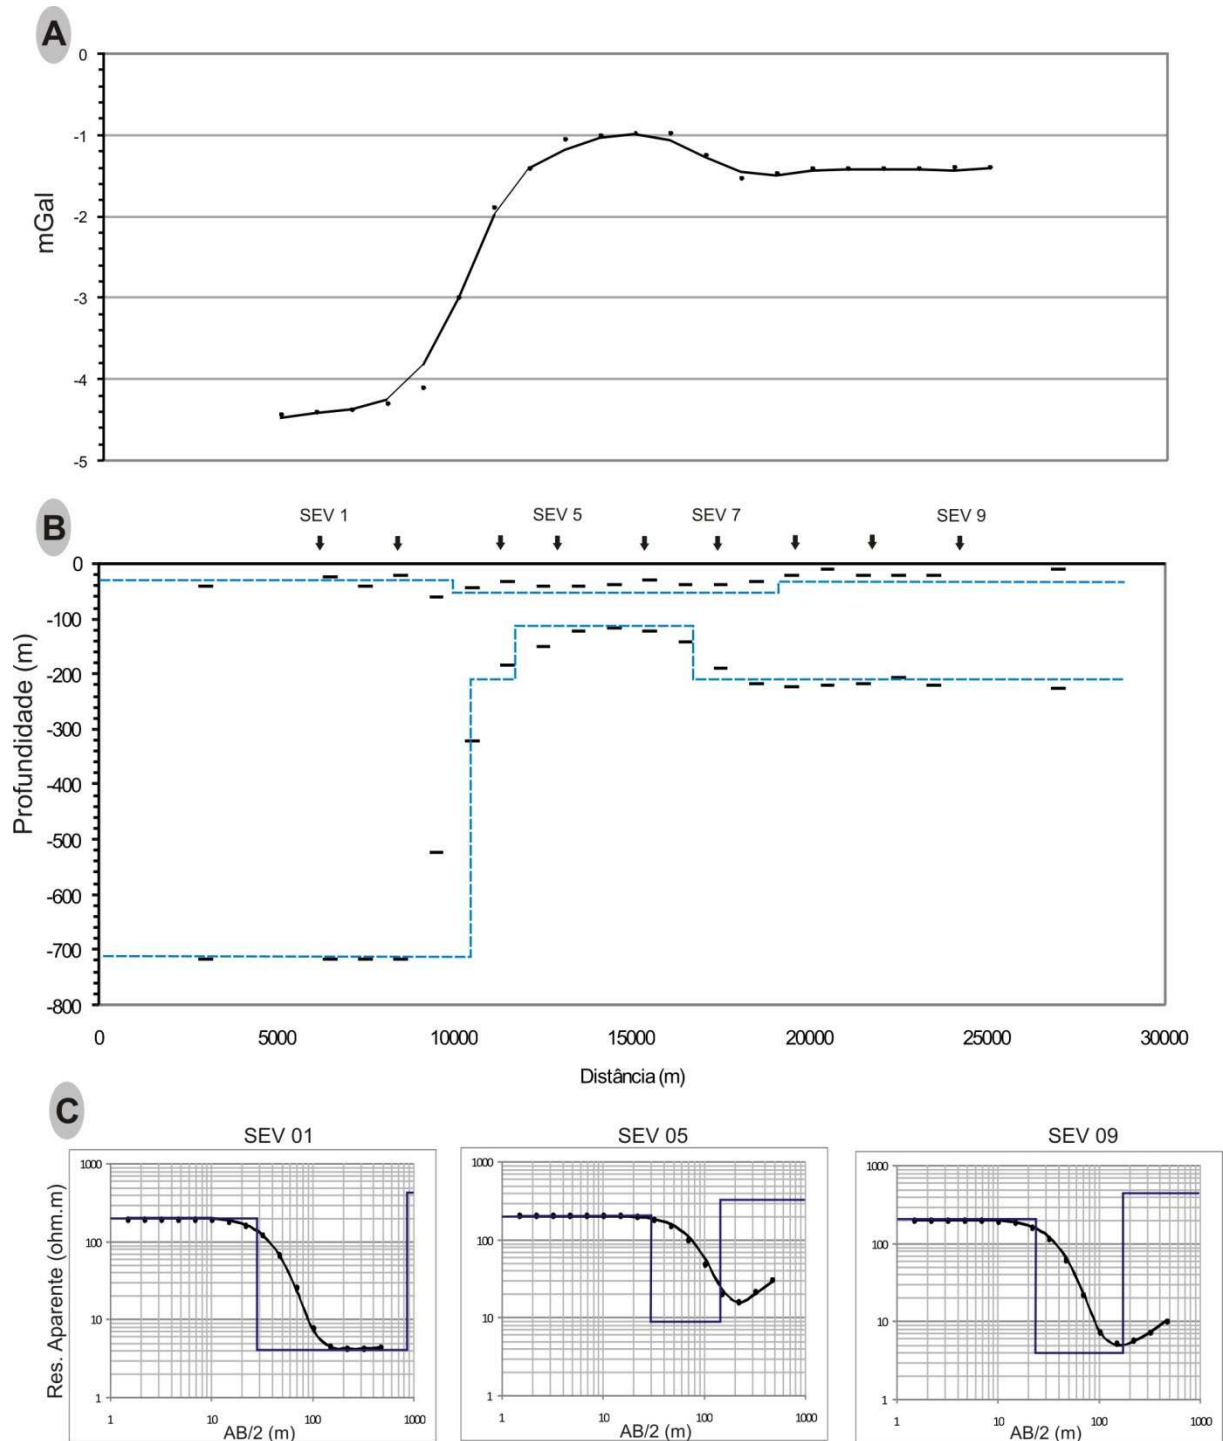 A
0
-1
-2
-3
-4
-5
mGal
B
SEV 1 SEV 5 SEV 7 SEV 9
0
-100
-200
-300
-400
-500
-600
-700
-800
Profundidade (m)
0 5000 10000 15000 20000 25000 30000
Distância (m)
C
SEV 01 SEV 05 SEV 09
Res. Aparente (ohm.m)
1000
100
10
1
1 10 100 1000
AB/2 (m)
1000
100
10
1
1 10 100 1000
AB/2 (m)
1000
100
10
1
1 10 100 1000
AB/2 (m)